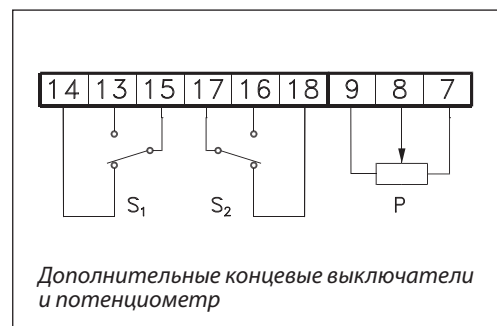 14 13 15 17 16 18 9 8 7
S₁ S₂ P
Дополнительные концевые выключатели
и потенциометр